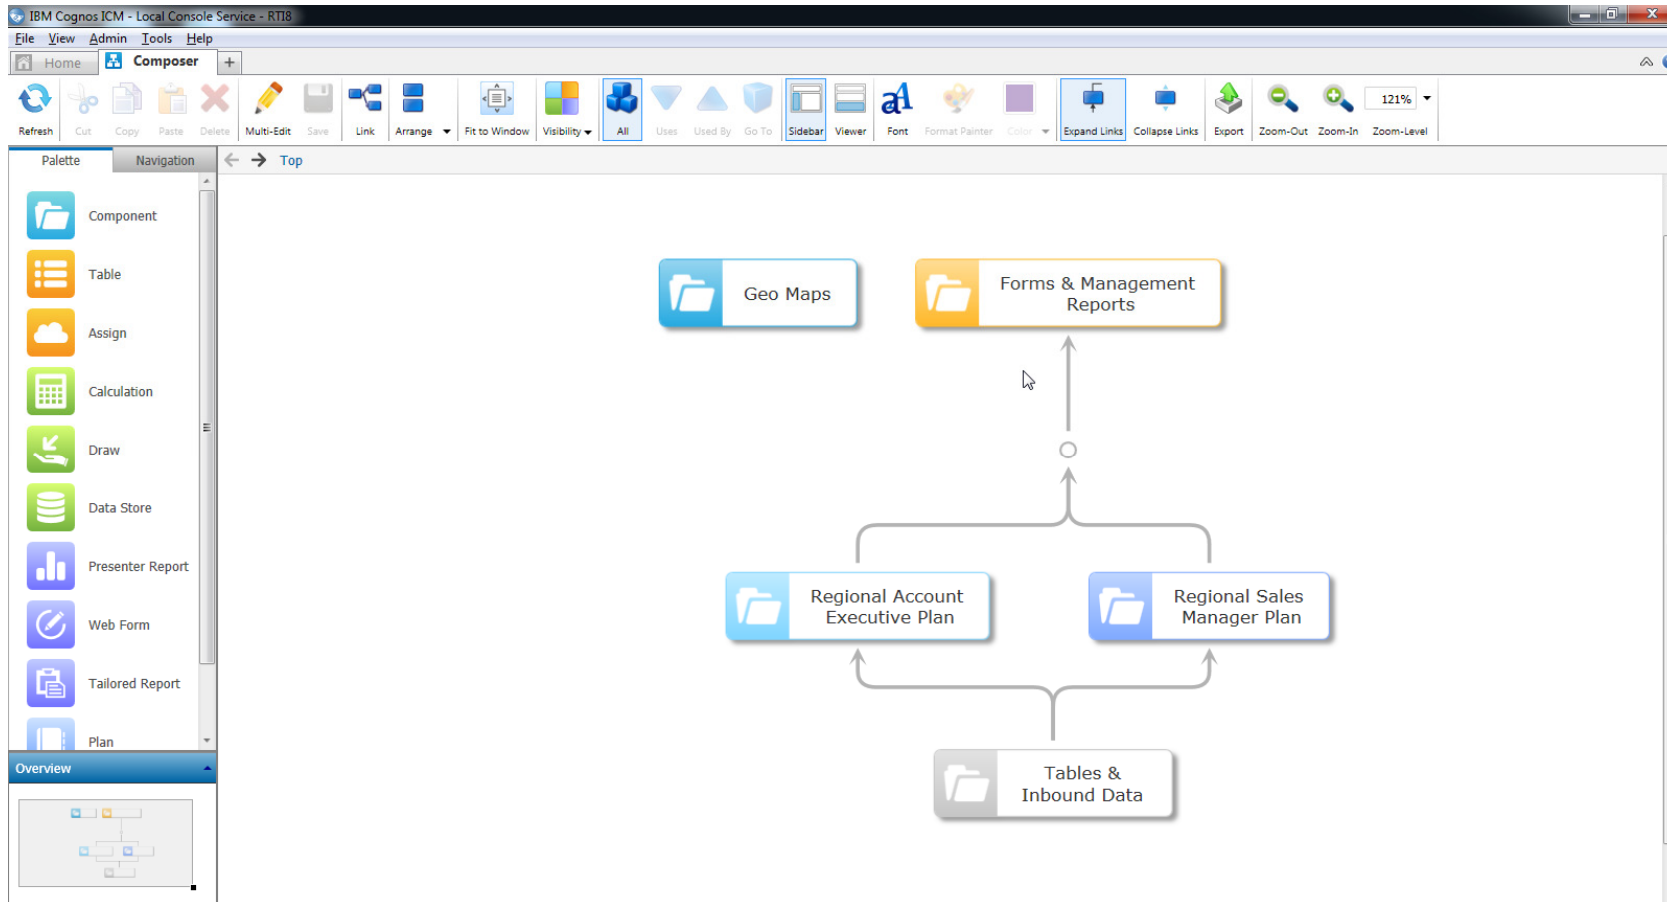 IBM Cognos ICM - Local Console Service - RTI8
File View Admin Tools Help
Home Composer +
121%
Refresh Cut Copy Paste Delete Multi-Edit Save Link Arrange Fit to Window Visibility All Uses Used By Go To Sidebar Viewer Font Format Painter Color Expand Links Collapse Links Export Zoom-Out Zoom-In Zoom-Level
Palette Navigation Top
Component
Table
Assign
Calculation
Draw
Data Store
Presenter Report
Web Form
Tailored Report
Plan
Overview
Geo Maps
Forms & Management
Reports
Regional Account
Executive Plan
Regional Sales
Manager Plan
Tables &
Inbound Data